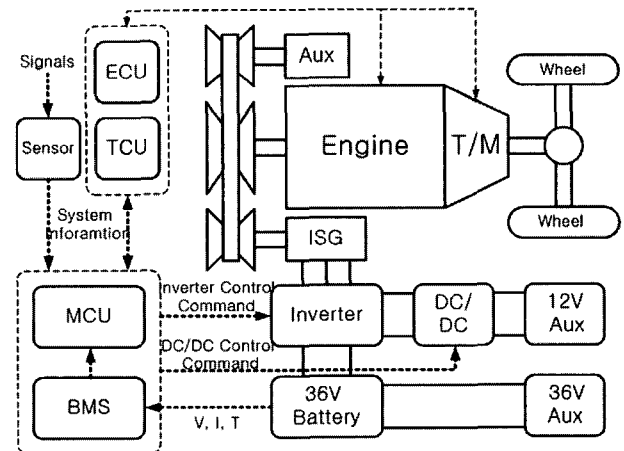 Signals
ECU
TCU
Sensor
System
Inforamtion
Aux
Engine
T/M
Wheel
Wheel
ISG
MCU
BMS
Inverter Control
Command
DC/DC Control
Command
V, I, T
Inverter
DC/
DC
12V
Aux
36V
Battery
36V
Aux